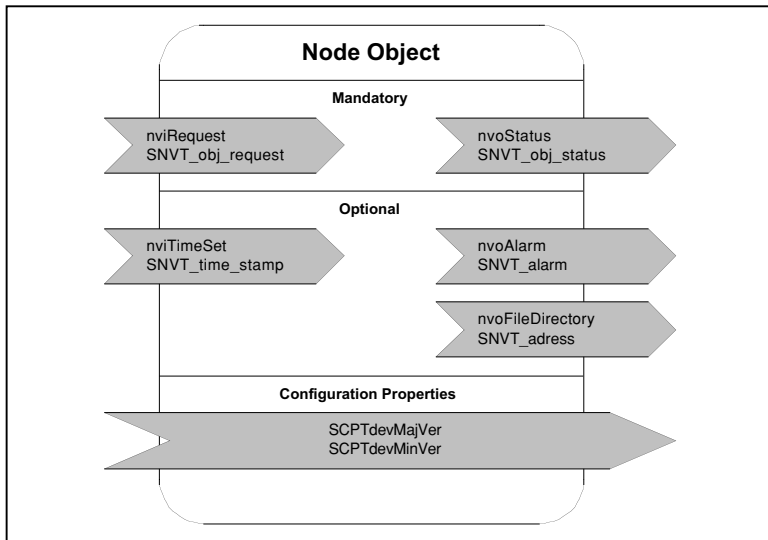 Node Object
Mandatory
nviRequest
SNVT_obj_request
nvoStatus
SNVT_obj_status
Optional
nviTimeSet
SNVT_time_stamp
nvoAlarm
SNVT_alarm
nvoFileDirectory
SNVT_adress
Configuration Properties
SCPTdevMajVer
SCPTdevMinVer